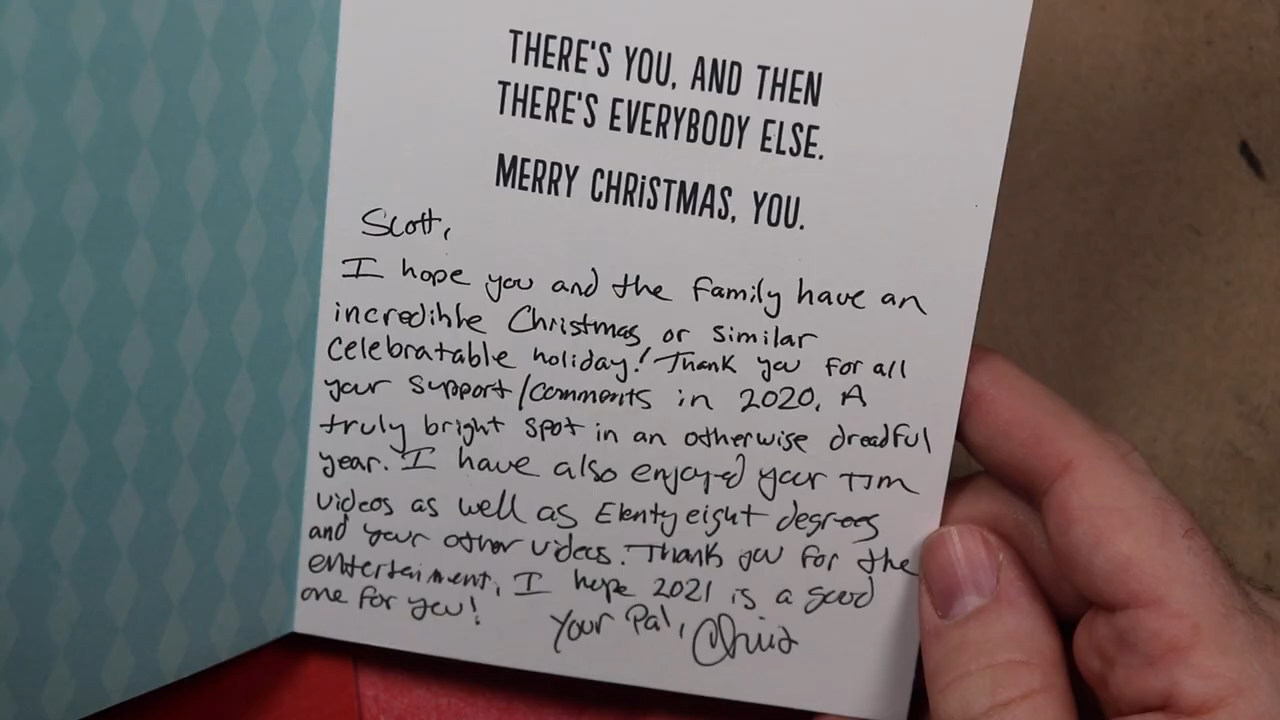 THERE'S YOU, AND THEN
THERE'S EVERYBODY ELSE.
MERRY CHRiSTMAS, YOU.
Scott,
I hope you and the family have an
incredible Christmas or similar
celebratable holiday! Thank you for all
your support/comments in 2020. A
truly bright spot in an otherwise dreadful
year. I have also enjoyed your TJM
videos as well as Elentyeight degrees
and your other videos. Thank you for the
entertainment, I hope 2021 is a good
one for you!
Your Pal, Chris